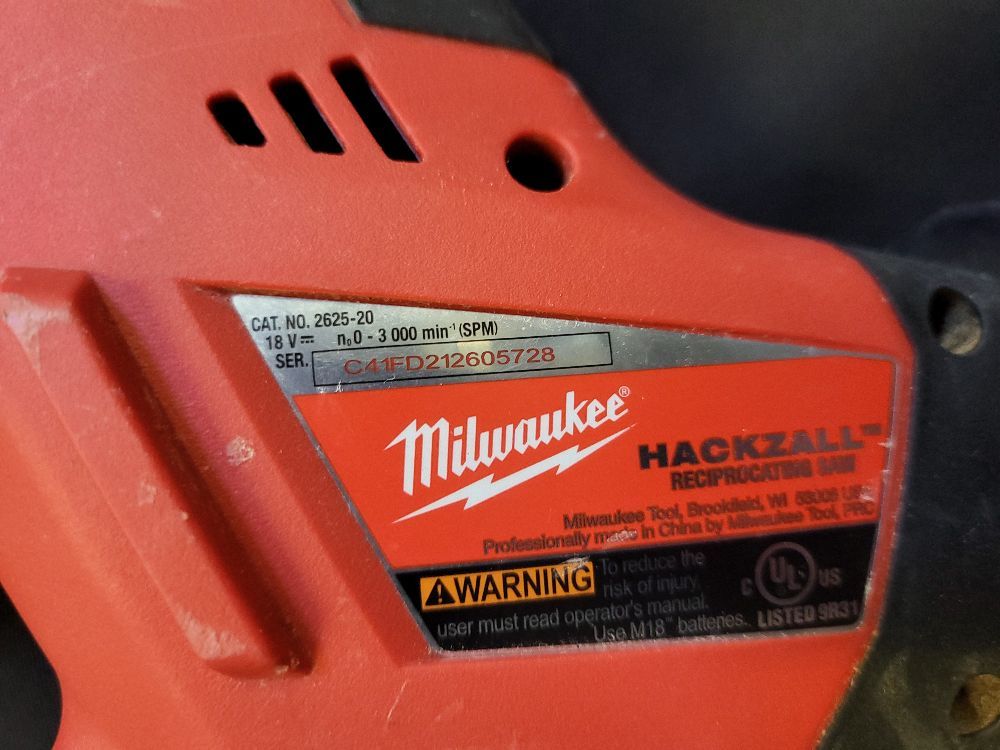 CAT. NO. 2625-20
18 V⎓ n₀0 - 3 000 min⁻¹ (SPM)
SER. C41FD212605728
Milwaukee®
HACKZALL™
RECIPROCATING SAW
Milwaukee Tool, Brookfield, WI 53005
Professionally made in China by Milwaukee Tool, PRC
⚠WARNING To reduce the
risk of injury,
user must read operator's manual.
Use M18™ batteries.
C UL US
LISTED 9R31